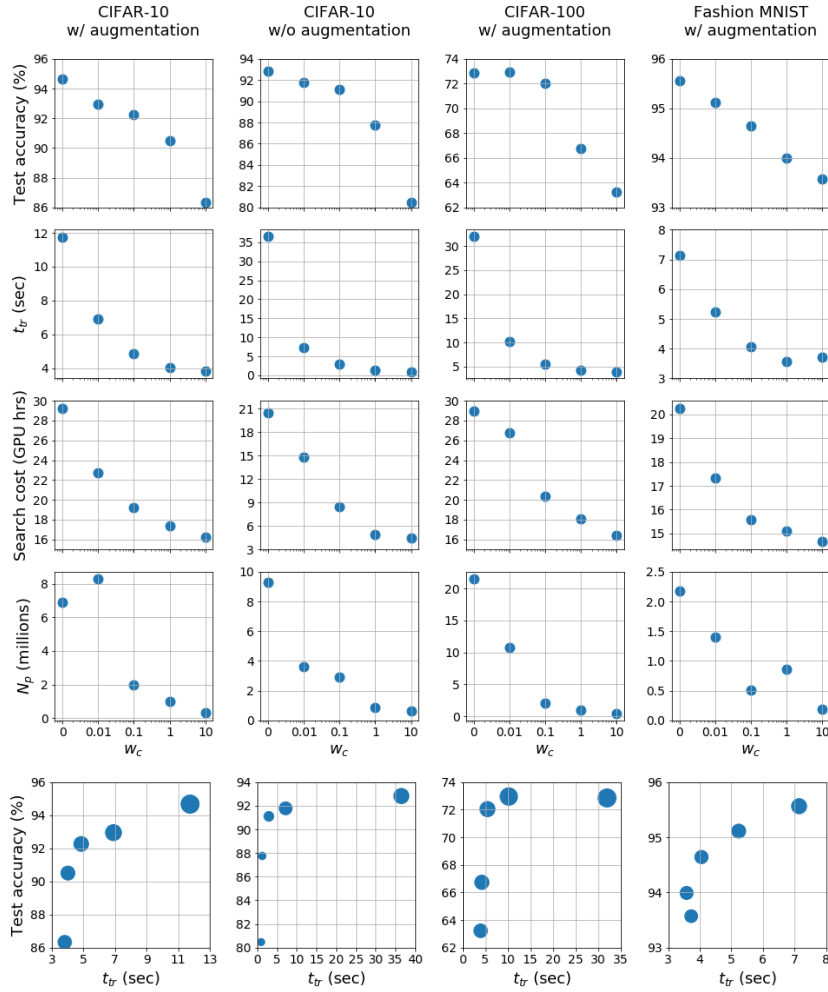 CIFAR-10 CIFAR-10 CIFAR-100 Fashion MNIST
w/ augmentation w/o augmentation w/ augmentation w/ augmentation
Test accuracy (%)
96 94 92 90 88 86
94 92 90 88 86 84 82 80
74 72 70 68 66 64 62
96 95 94 93
t_tr (sec)
12 10 8 6 4
35 30 25 20 15 10 5 0
30 25 20 15 10 5
8 7 6 5 4 3
Search cost (GPU hrs)
30 28 26 24 22 20 18 16
21 18 15 12 9 6 3
30 28 26 24 22 20 18 16
20 19 18 17 16 15
N_p (millions)
8 6 4 2 0
10 8 6 4 2 0
20 15 10 5 0
2.5 2.0 1.5 1.0 0.5 0.0
0 0.01 0.1 1 10 0 0.01 0.1 1 10 0 0.01 0.1 1 10 0 0.01 0.1 1 10
w_c w_c w_c w_c
Test accuracy (%)
96 94 92 90 88 86
94 92 90 88 86 84 82 80
74 72 70 68 66 64 62
96 95 94 93
3 5 7 9 11 13 0 5 10 15 20 25 30 35 40 0 5 10 15 20 25 30 35 3 4 5 6 7 8
t_tr (sec) t_tr (sec) t_tr (sec) t_tr (sec)